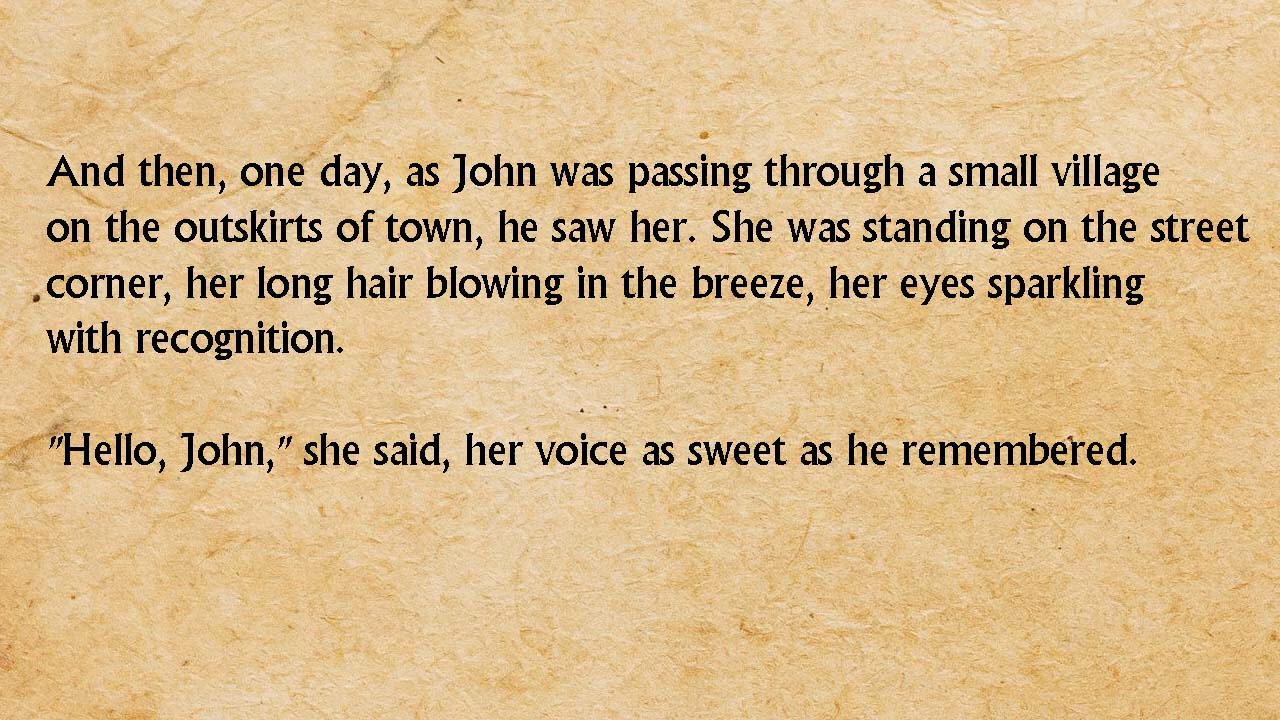 And then, one day, as John was passing through a small village
on the outskirts of town, he saw her. She was standing on the street
corner, her long hair blowing in the breeze, her eyes sparkling
with recognition.
"Hello, John," she said, her voice as sweet as he remembered.